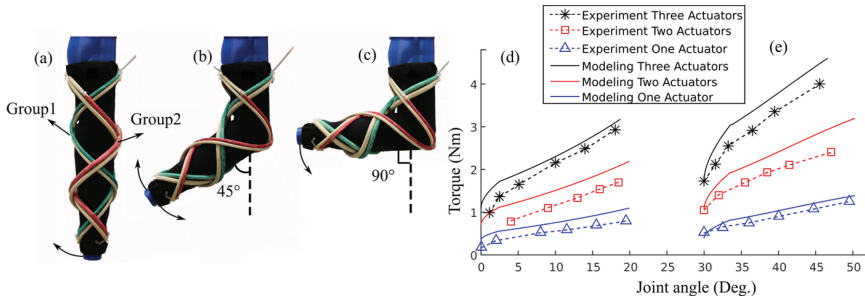 (a)
(b)
(c)
Group1
Group2
45°
90°
Experiment Three Actuators
Experiment Two Actuators
Experiment One Actuator
Modeling Three Actuators
Modeling Two Actuators
Modeling One Actuator
(d)
(e)
Torque (Nm)
4
3
2
1
0
0 5 10 15 20 30 35 40 45 50
Joint angle (Deg.)